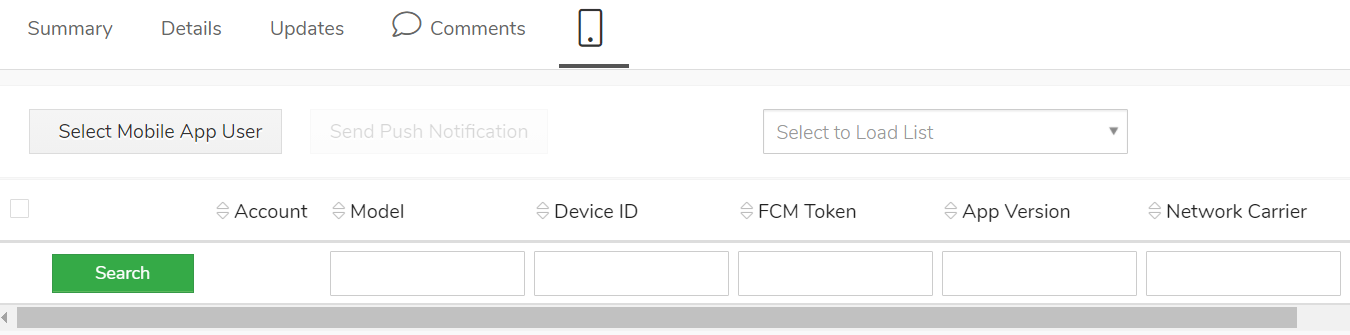 Summary Details Updates Comments
Select Mobile App User Send Push Notification Select to Load List
Account Model Device ID FCM Token App Version Network Carrier
Search